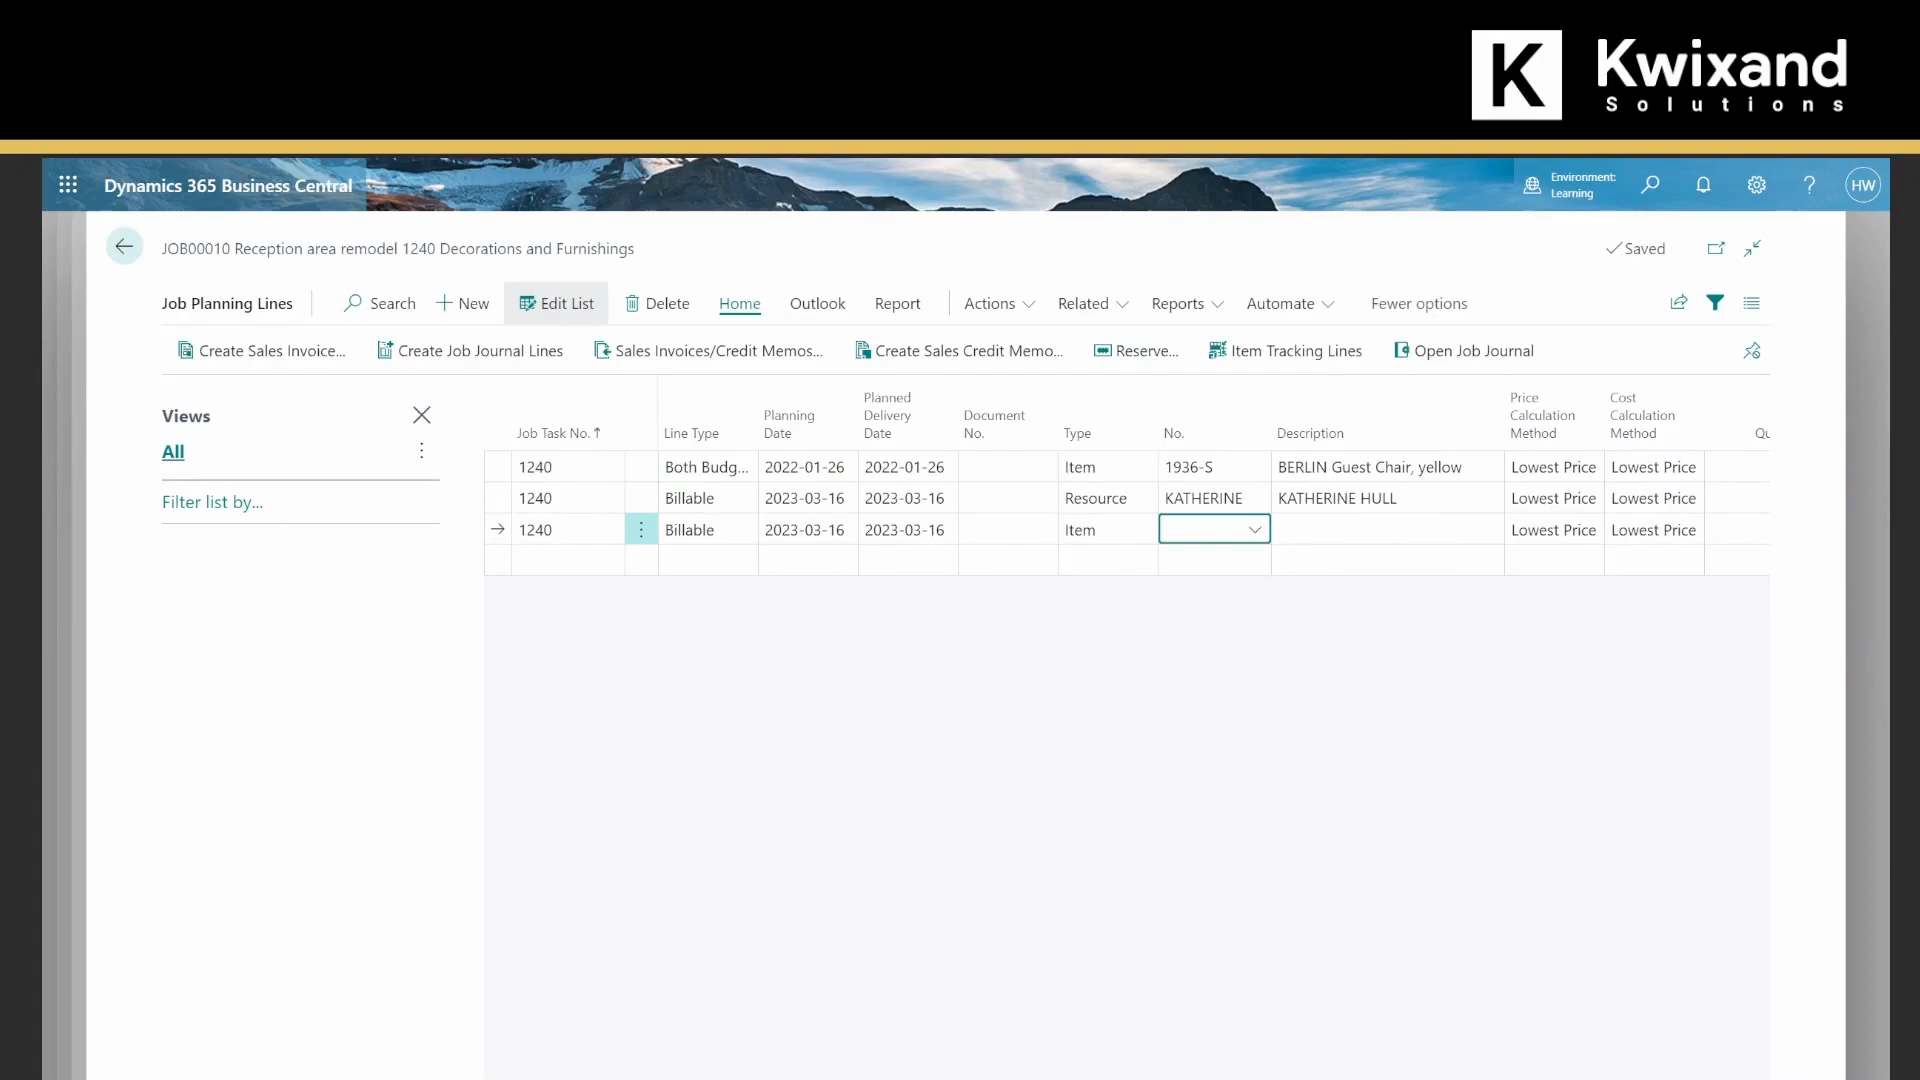 K Kwixand
Solutions
Dynamics 365 Business Central
Environment:
Learning
?
HW
JOB00010 Reception area remodel 1240 Decorations and Furnishings
Saved
Job Planning Lines Search New Edit List Delete Home Outlook Report Actions Related Reports Automate Fewer options
Create Sales Invoice... Create Job Journal Lines Sales Invoices/Credit Memos... Create Sales Credit Memo... Reserve... Item Tracking Lines Open Job Journal
Views
All
Filter list by...
Job Task No. ↑ Line Type Planning Date Planned Delivery Date Document No. Type No. Description Price Calculation Method Cost Calculation Method Qu
1240 Both Budg... 2022-01-26 2022-01-26 Item 1936-S BERLIN Guest Chair, yellow Lowest Price Lowest Price
1240 Billable 2023-03-16 2023-03-16 Resource KATHERINE KATHERINE HULL Lowest Price Lowest Price
1240 Billable 2023-03-16 2023-03-16 Item Lowest Price Lowest Price